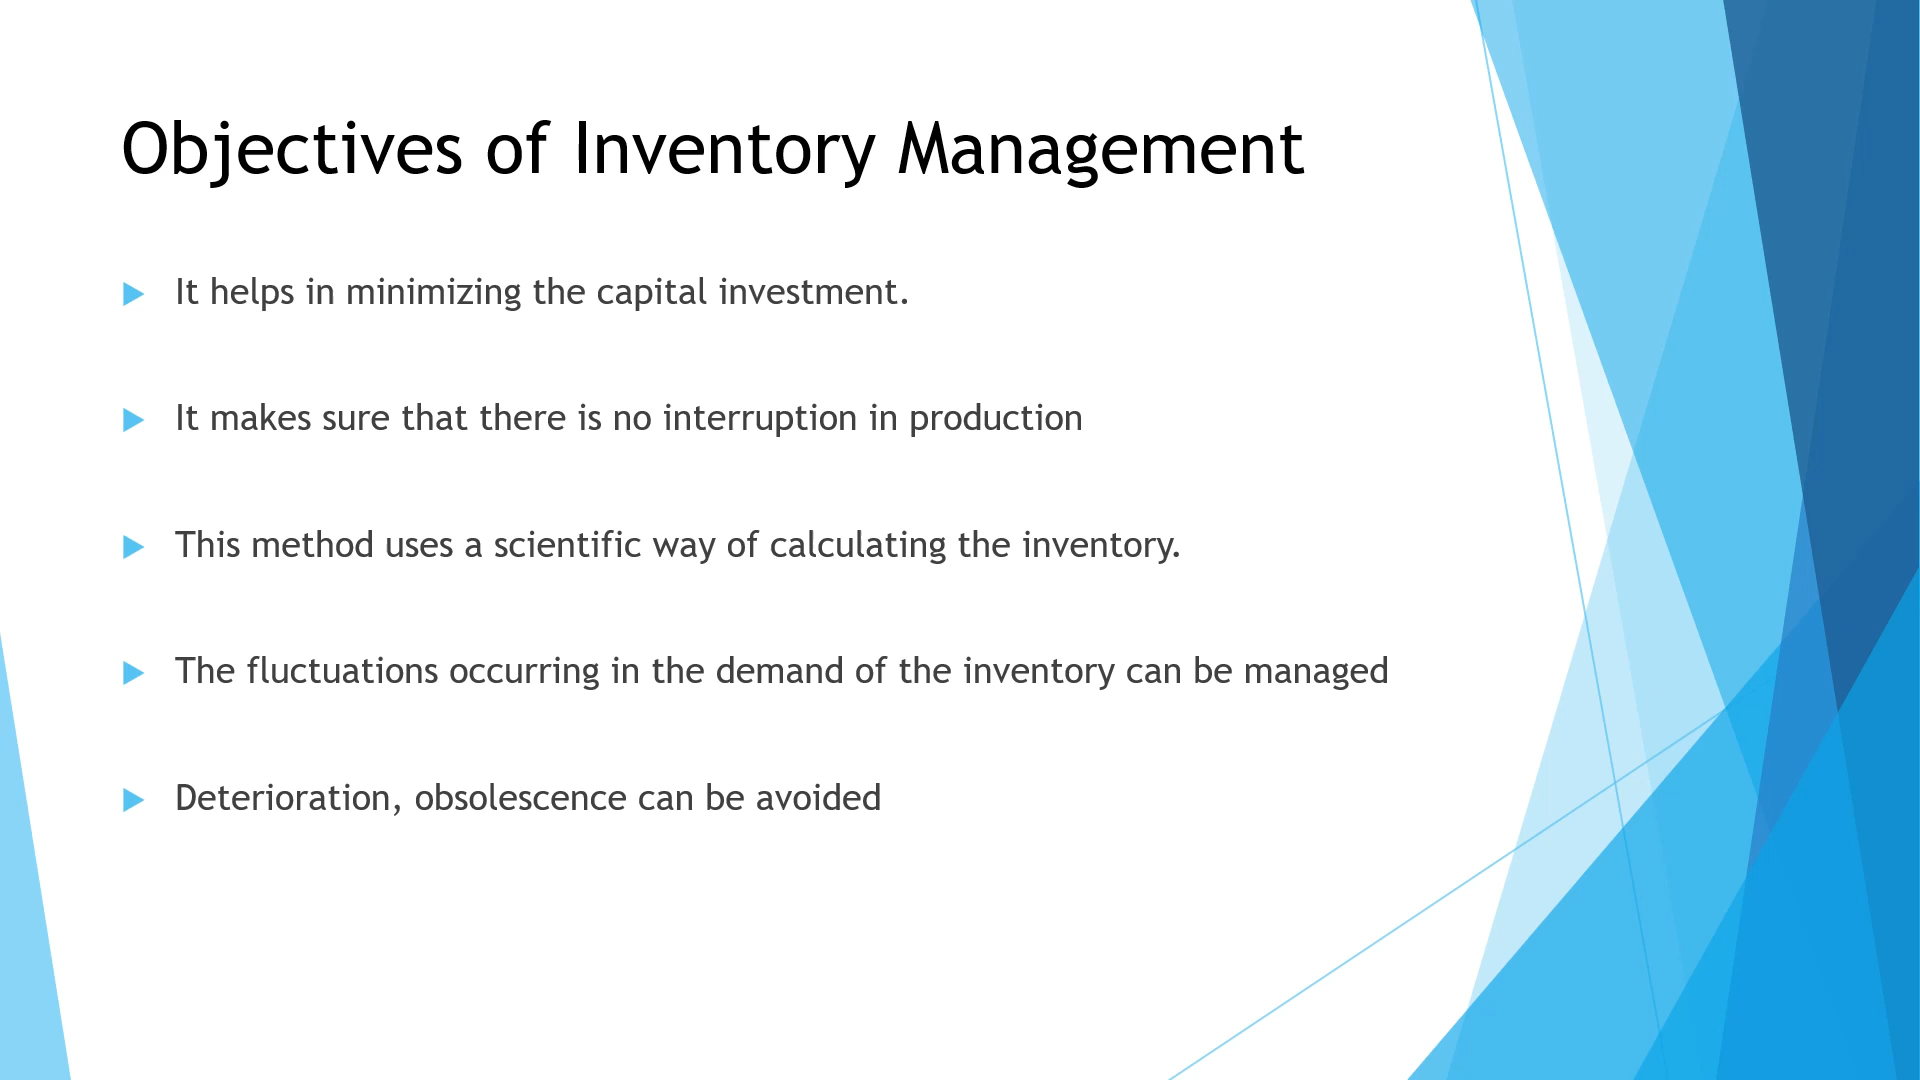 Objectives of Inventory Management
It helps in minimizing the capital investment.
It makes sure that there is no interruption in production
This method uses a scientific way of calculating the inventory.
The fluctuations occurring in the demand of the inventory can be managed
Deterioration, obsolescence can be avoided